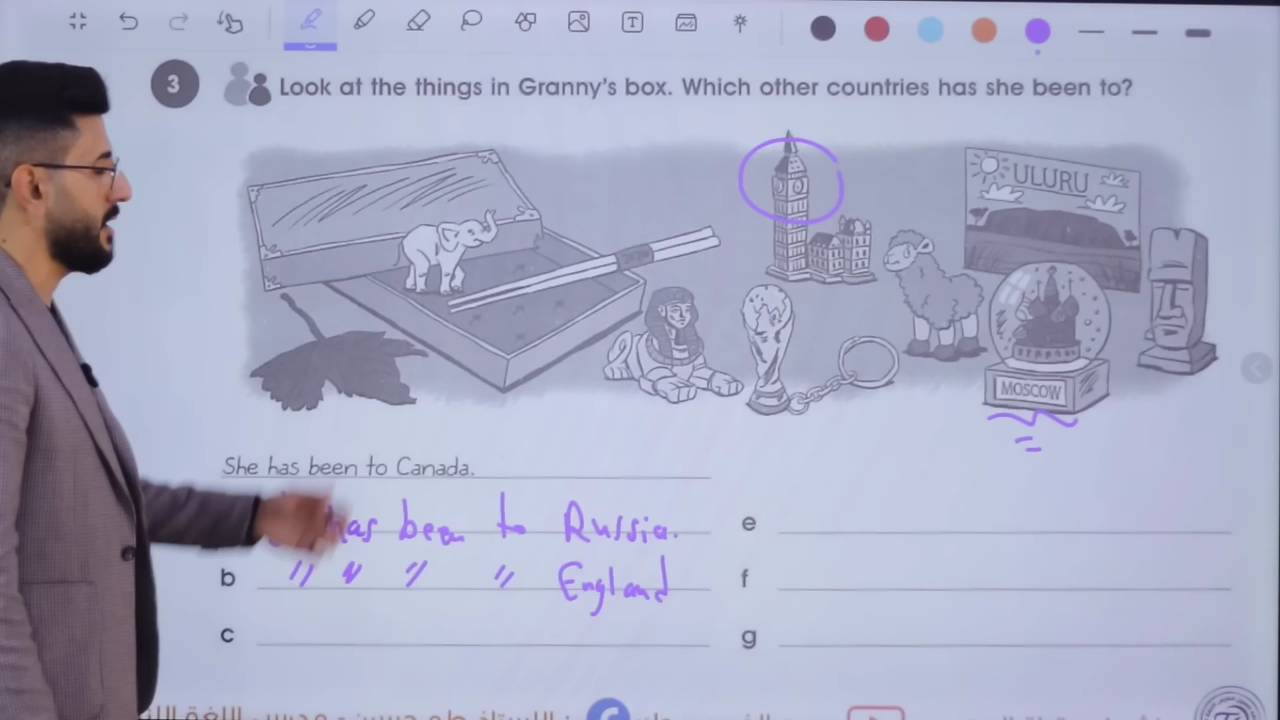 3 Look at the things in Granny's box. Which other countries has she been to?
ULURU
MOSCOW
She has been to Canada.
has been to Russia.
b " " " " England
c
e
f
g